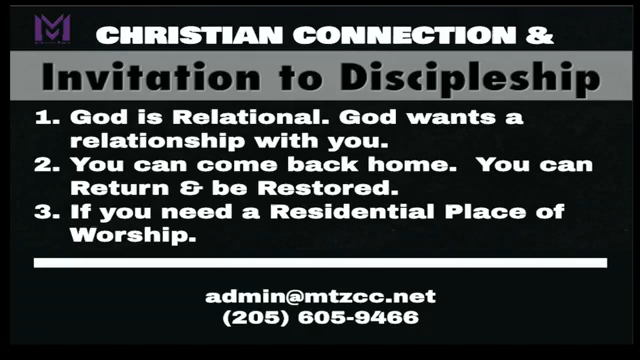 CHRISTIAN CONNECTION &
Invitation to Discipleship
1. God is Relational. God wants a
relationship with you.
2. You can come back home.  You can
Return & be Restored.
3. If you need a Residential Place of
Worship.
admin@mtzcc.net
(205) 605-9466